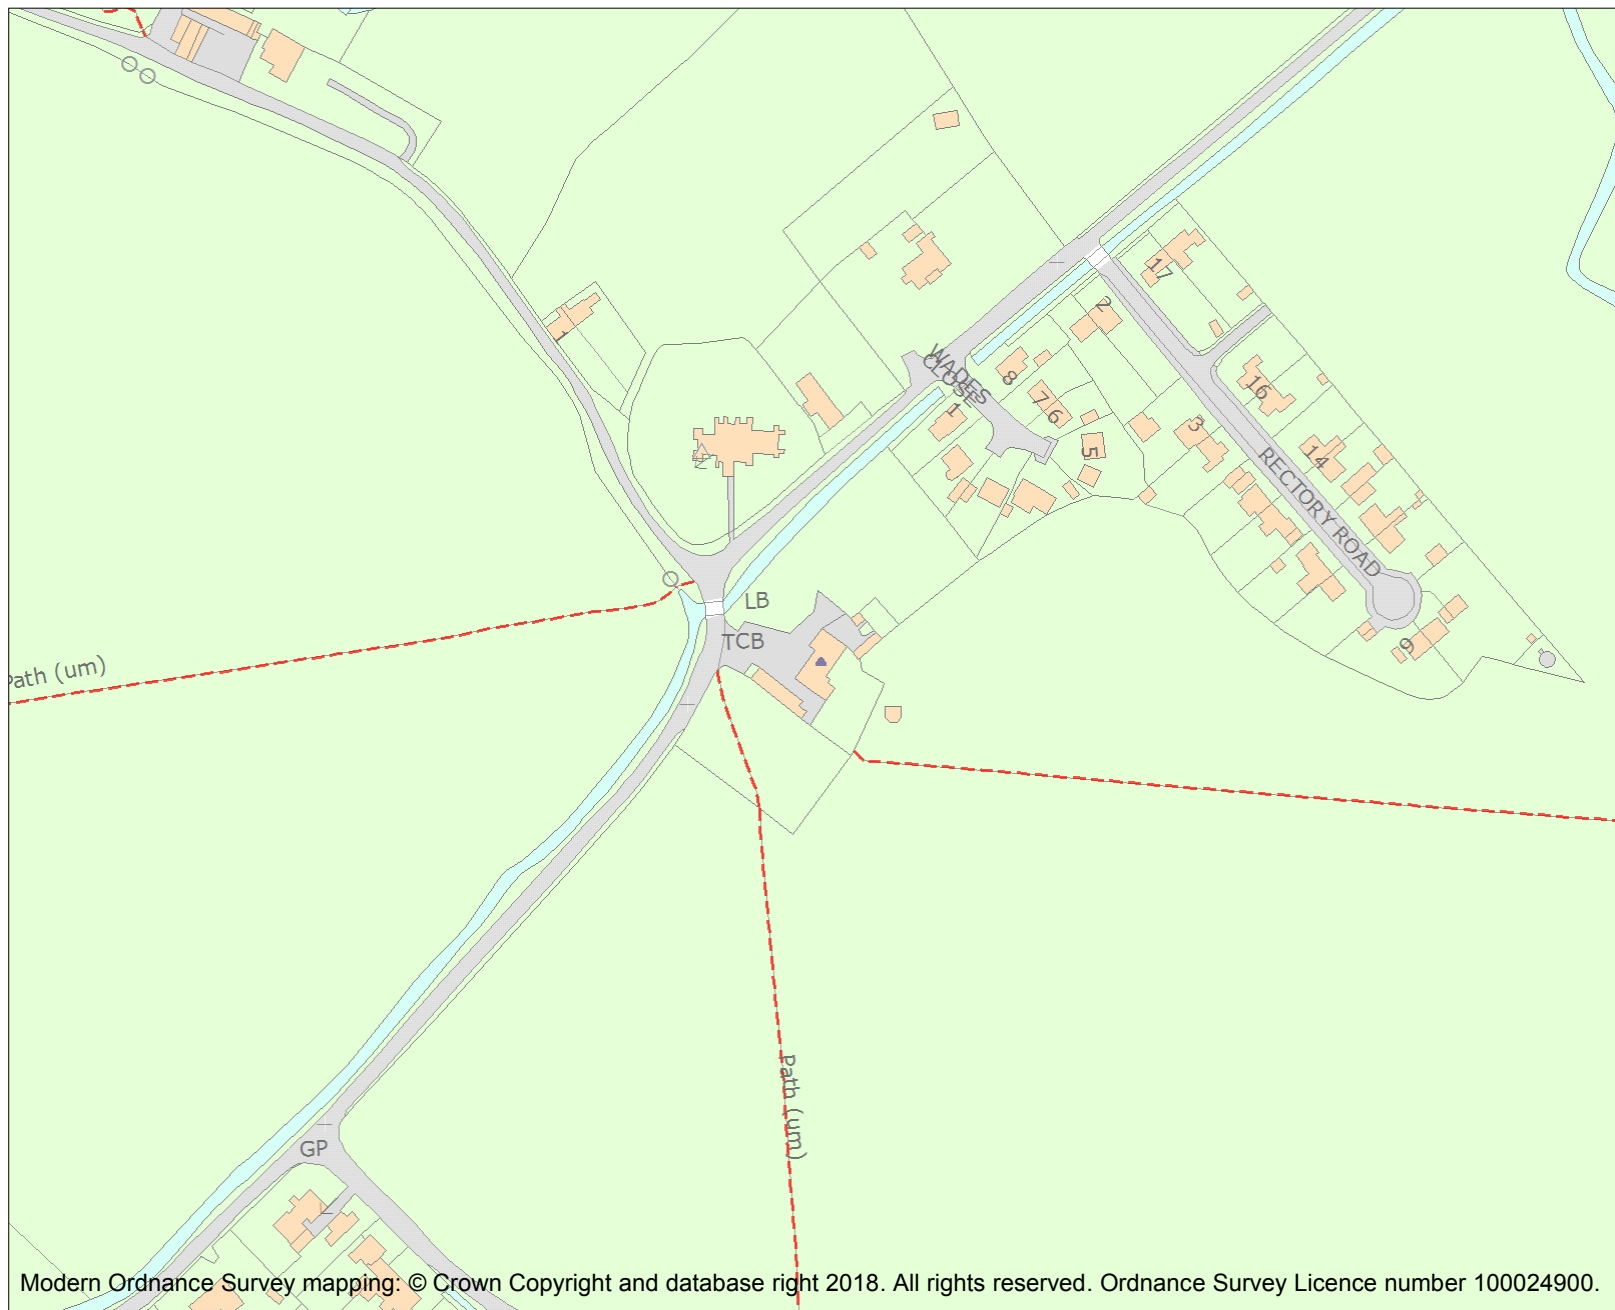 17
2
WADES
CLOSE
8
1
7
6
5
1
16
3
14
RECTORY ROAD
LB
TCB
9
Path (um)
Path (um)
GP
Modern Ordnance Survey mapping: © Crown Copyright and database right 2018. All rights reserved. Ordnance Survey Licence number 100024900.